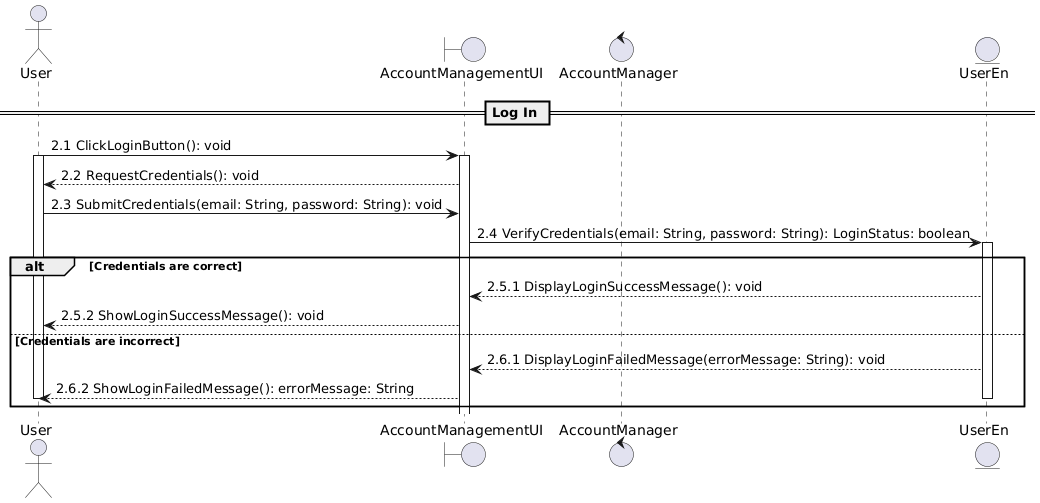 User
AccountManagementUI
AccountManager
UserEn
Log In
2.1 ClickLoginButton(): void
2.2 RequestCredentials(): void
2.3 SubmitCredentials(email: String, password: String): void
2.4 VerifyCredentials(email: String, password: String): LoginStatus: boolean
alt
[Credentials are correct]
2.5.1 DisplayLoginSuccessMessage(): void
2.5.2 ShowLoginSuccessMessage(): void
[Credentials are incorrect]
2.6.1 DisplayLoginFailedMessage(errorMessage: String): void
2.6.2 ShowLoginFailedMessage(): errorMessage: String
User
AccountManagementUI
AccountManager
UserEn